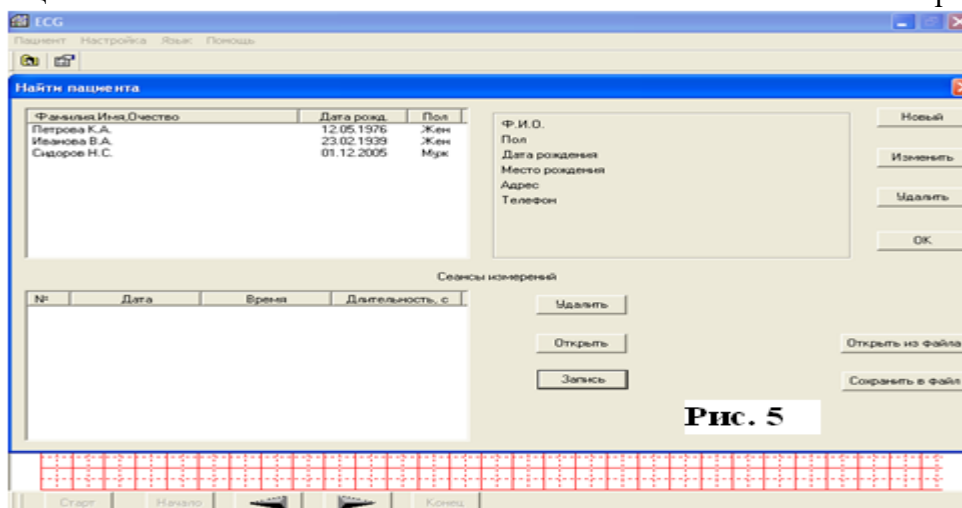 ECG
Пациент Настройка Язык Помощь
Найти пациента
Фамилия,Имя,Очество Дата рожд. Пол
Петрова К.А. 12.05.1976 Жен
Иванова В.А. 23.02.1939 Жен
Сидоров Н.С. 01.12.2005 Муж
Ф.И.О.
Пол
Дата рождения
Место рождения
Адрес
Телефон
Новый
Изменить
Удалить
OK
Сеансы измерений
№ Дата Время Длительность, с
Удалить
Открыть
Запись
Открыть из файла
Сохранить в файл
Рис. 5
Старт Начало Конец